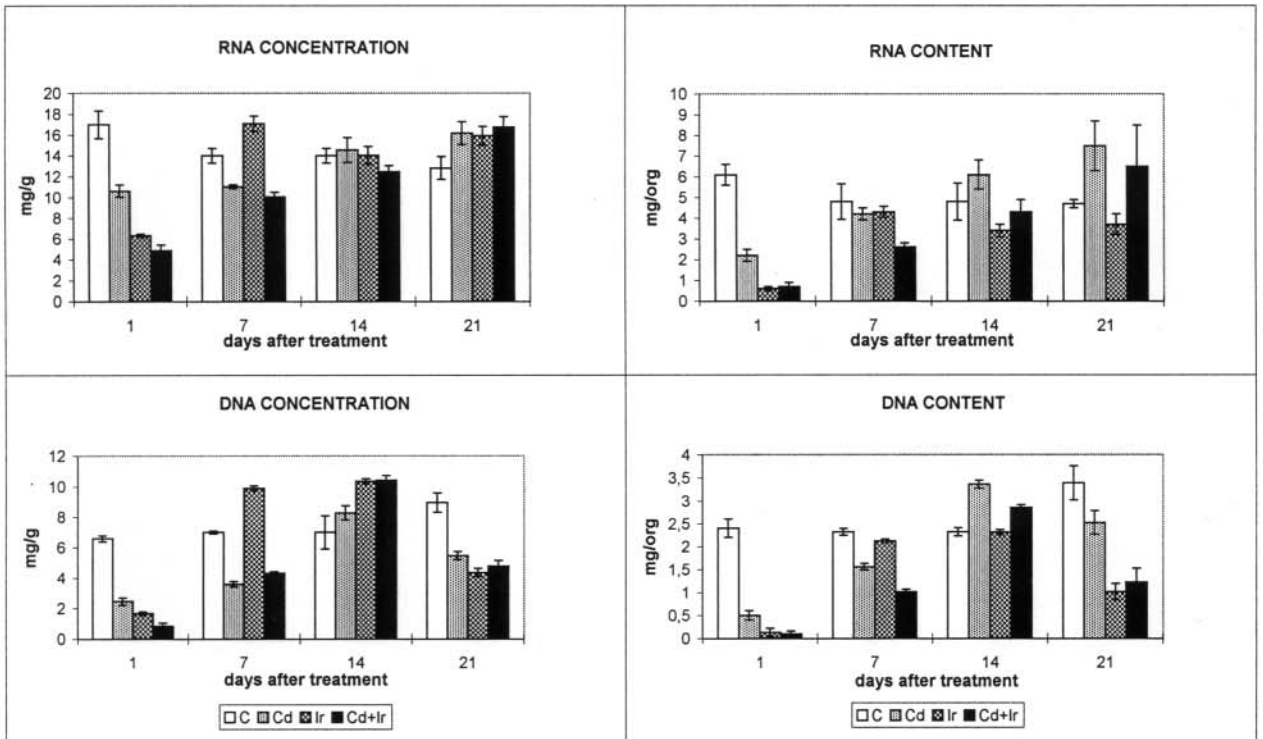 RNA CONCENTRATION
20
18
16
14
12
10
8
6
4
2
0
mg/g
1 7 14 21
days after treatment
RNA CONTENT
10
9
8
7
6
5
4
3
2
1
0
mg/org
1 7 14 21
days after treatment
DNA CONCENTRATION
12
10
8
6
4
2
0
mg/g
1 7 14 21
days after treatment
C Cd Ir Cd+Ir
DNA CONTENT
4
3,5
3
2,5
2
1,5
1
0,5
0
mg/org
1 7 14 21
days after treatment
C Cd Ir Cd+Ir